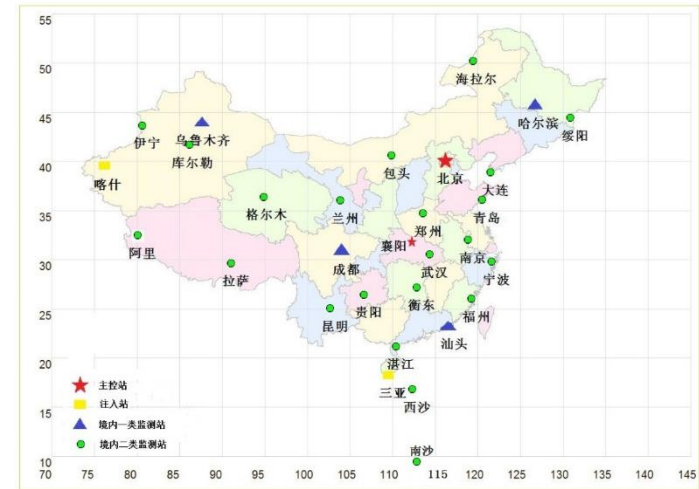 55
50
海拉尔
哈尔滨
45
绥阳
伊宁
乌鲁木齐
库尔勒
40
包头
北京
喀什
大连
格尔木
兰州
青岛
35
郑州
阿里
襄阳
南京
30
拉萨
成都
武汉
宁波
衡东
贵阳
福州
25
昆明
汕头
20
湛江
主控站
三亚
注入站
西沙
15
境内一类监测站
境内二类监测站
南沙
10
70 75 80 85 90 95 100 105 110 115 120 125 130 135 140 145